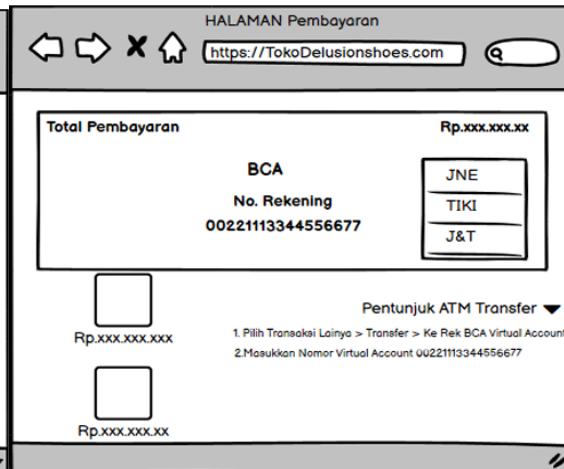 HALAMAN Pembayaran
https://TokoDelusionshoes.com
Total Pembayaran
Rp.xxx.xxx.xx
BCA
No. Rekening
00221113344556677
JNE
TIKI
J&T
Rp.xxx.xxx.xxx
Pentunjuk ATM Transfer
1. Pilih Transaksi Lainya > Transfer > Ke Rek BCA Virtual Account
2.Masukkan Nomor Virtual Account 00221113344556677
Rp.xxx.xxx.xx